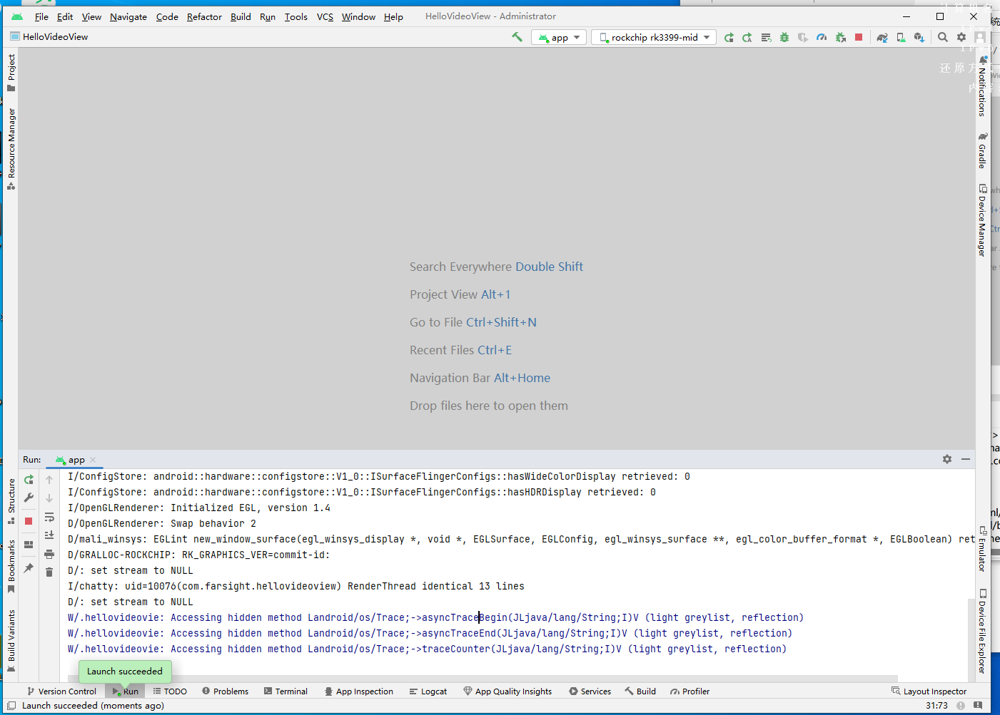 File Edit View Navigate Code Refactor Build Run Tools VCS Window Help HelloVideoView - Administrator
HelloVideoView app rockchip rk3399-mid
还原方
Project
Resource Manager
Structure
Bookmarks
Build Variants
Notifications
Gradle
Device Manager
Emulator
Device File Explorer
Search Everywhere Double Shift
Project View Alt+1
Go to File Ctrl+Shift+N
Recent Files Ctrl+E
Navigation Bar Alt+Home
Drop files here to open them
Run: app
I/ConfigStore: android::hardware::configstore::V1_0::ISurfaceFlingerConfigs::hasWideColorDisplay retrieved: 0
I/ConfigStore: android::hardware::configstore::V1_0::ISurfaceFlingerConfigs::hasHDRDisplay retrieved: 0
I/OpenGLRenderer: Initialized EGL, version 1.4
D/OpenGLRenderer: Swap behavior 2
D/mali_winsys: EGLint new_window_surface(egl_winsys_display *, void *, EGLSurface, EGLConfig, egl_winsys_surface **, egl_color_buffer_format *, EGLBoolean) ret
D/GRALLOC-ROCKCHIP: RK_GRAPHICS_VER=commit-id:
D/: set stream to NULL
I/chatty: uid=10076(com.farsight.hellovideoview) RenderThread identical 13 lines
D/: set stream to NULL
W/.hellovideovie: Accessing hidden method Landroid/os/Trace;->asyncTraceBegin(JLjava/lang/String;I)V (light greylist, reflection)
W/.hellovideovie: Accessing hidden method Landroid/os/Trace;->asyncTraceEnd(JLjava/lang/String;I)V (light greylist, reflection)
W/.hellovideovie: Accessing hidden method Landroid/os/Trace;->traceCounter(JLjava/lang/String;I)V (light greylist, reflection)
Launch succeeded
Version Control Run TODO Problems Terminal App Inspection Logcat App Quality Insights Services Build Profiler Layout Inspector
Launch succeeded (moments ago) 31:73